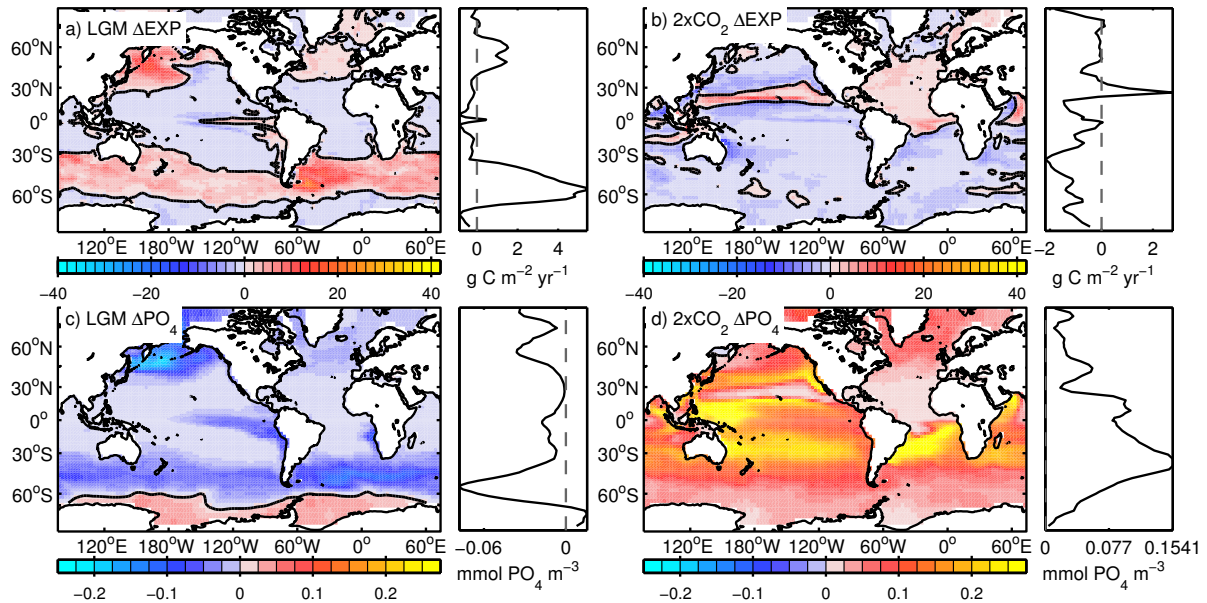 a) LGM ΔEXP
60°N
30°N
0°
30°S
60°S
120°E 180°W 120°W 60°W 0° 60°E
0 2 4
g C m⁻² yr⁻¹
−40 −20 0 20 40
b) 2xCO₂ ΔEXP
60°N
30°N
0°
30°S
60°S
120°E 180°W 120°W 60°W 0° 60°E
−2 0 2
g C m⁻² yr⁻¹
−40 −20 0 20 40
c) LGM ΔPO₄
60°N
30°N
0°
30°S
60°S
120°E 180°W 120°W 60°W 0° 60°E
−0.06 0
mmol PO₄ m⁻³
−0.2 −0.1 0 0.1 0.2
d) 2xCO₂ ΔPO₄
60°N
30°N
0°
30°S
60°S
120°E 180°W 120°W 60°W 0° 60°E
0 0.077 0.1541
mmol PO₄ m⁻³
−0.2 −0.1 0 0.1 0.2